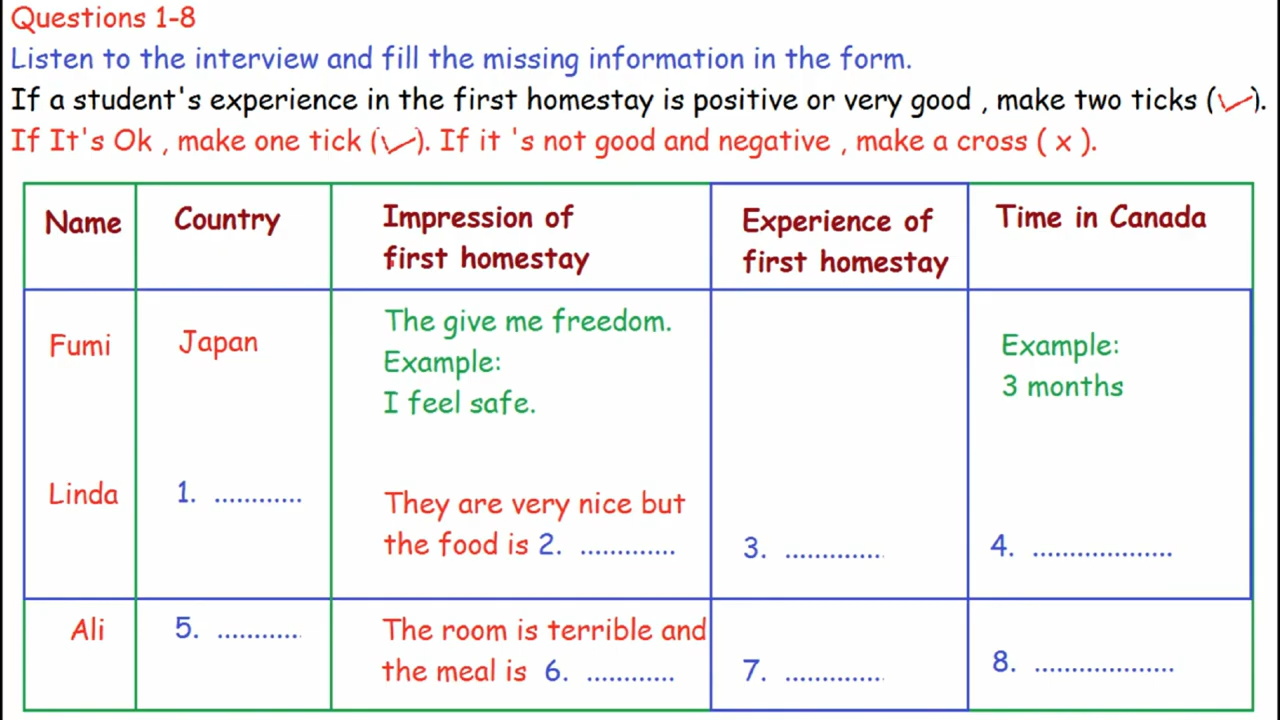 Questions 1-8
Listen to the interview and fill the missing information in the form.
If a student's experience in the first homestay is positive or very good , make two ticks (✓).
If It's Ok , make one tick (✓). If it 's not good and negative , make a cross ( x ).
Name
Country
Impression of
first homestay
Experience of
first homestay
Time in Canada
Fumi
Japan
The give me freedom.
Example:
I feel safe.
Example:
3 months
Linda
1. ............
They are very nice but
the food is 2. .............
3. .............
4. ...................
Ali
5. ............
The room is terrible and
the meal is 6. ............
7. .............
8. ...................